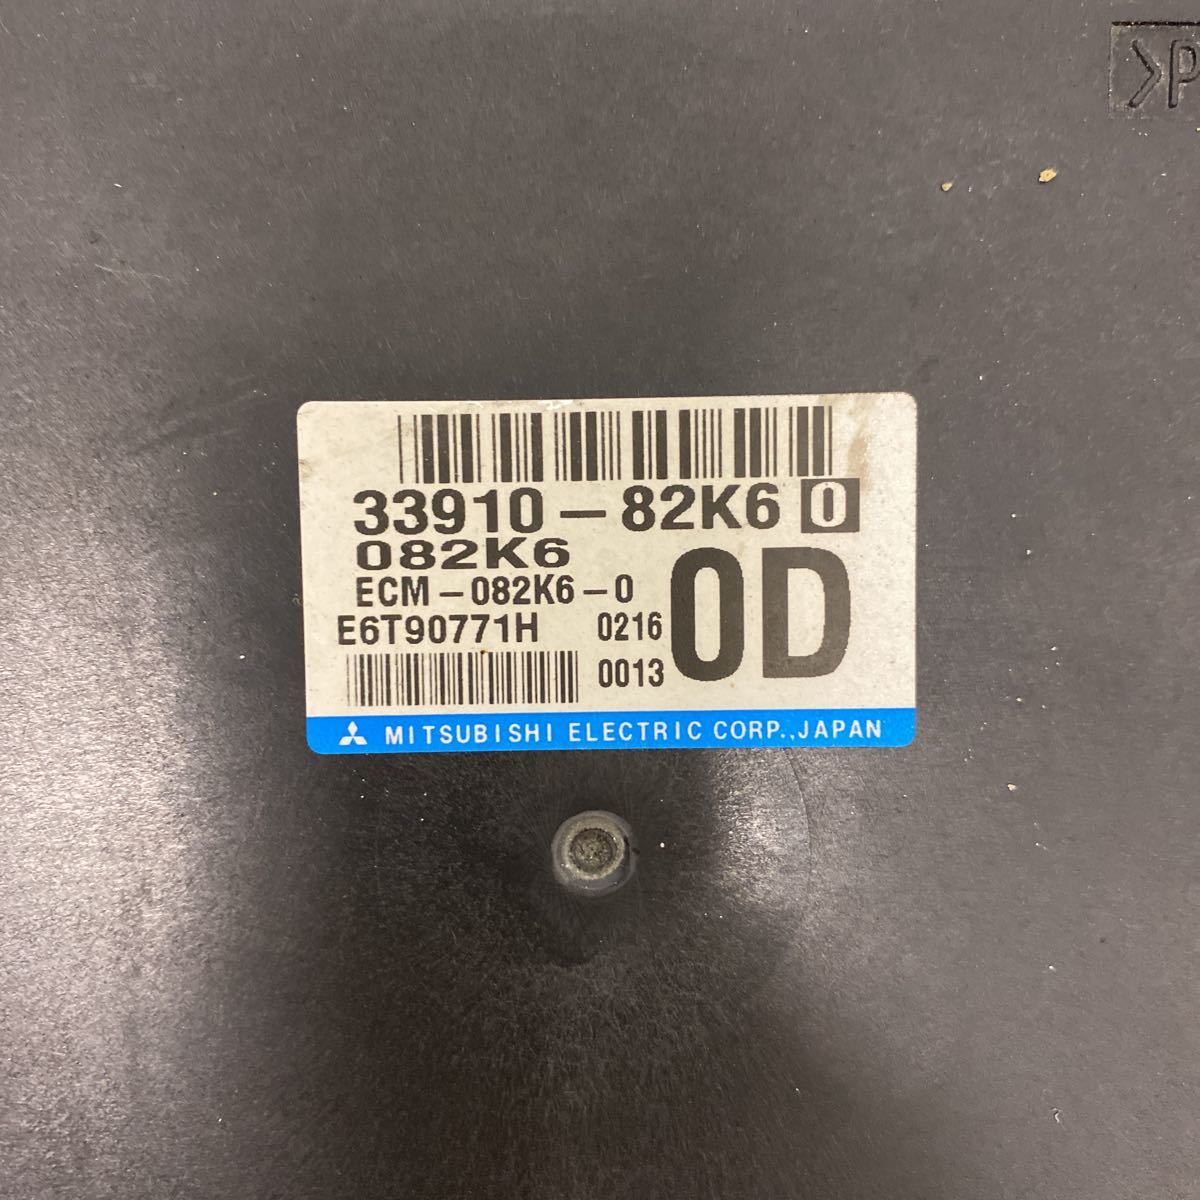 >P
33910-82K6 0
082K6
ECM-082K6-0
E6T90771H 0216
0013
0D
MITSUBISHI ELECTRIC CORP.,JAPAN